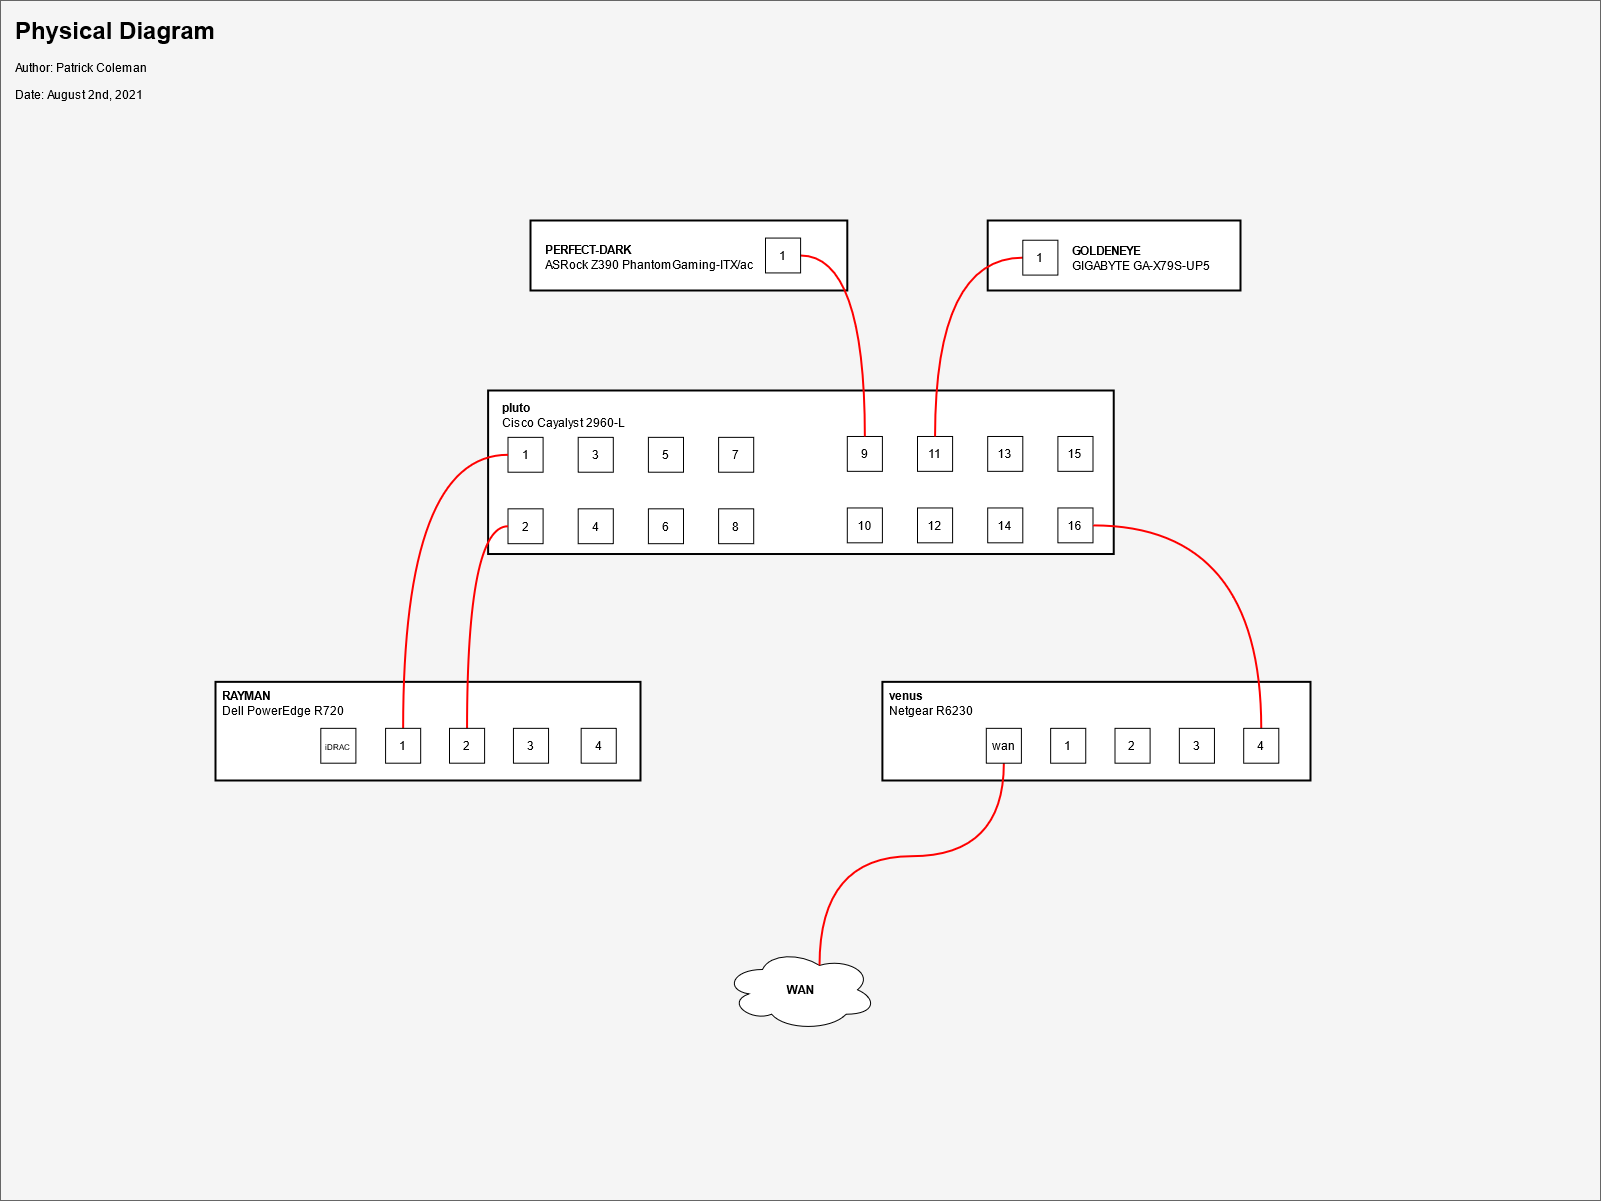 Physical Diagram
Author: Patrick Coleman
Date: August 2nd, 2021
PERFECT-DARK
ASRock Z390 PhantomGaming-ITX/ac
1
1
GOLDENEYE
GIGABYTE GA-X79S-UP5
pluto
Cisco Cayalyst 2960-L
1 3 5 7 9 11 13 15
2 4 6 8 10 12 14 16
RAYMAN
Dell PowerEdge R720
iDRAC 1 2 3 4
venus
Netgear R6230
wan 1 2 3 4
WAN